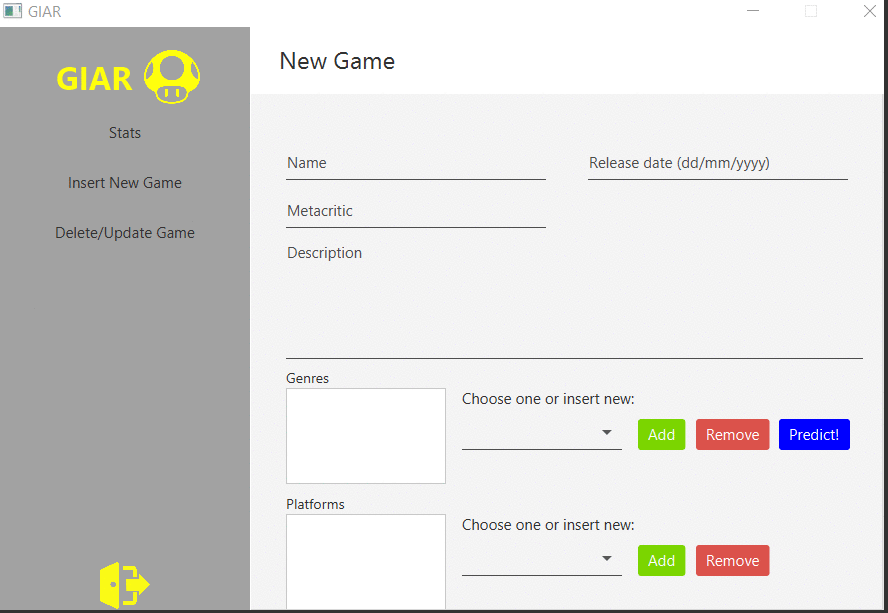 GIAR
GIAR
Stats
Insert New Game
Delete/Update Game
New Game
Name
Release date (dd/mm/yyyy)
Metacritic
Description
Genres
Choose one or insert new:
Add
Remove
Predict!
Platforms
Choose one or insert new:
Add
Remove